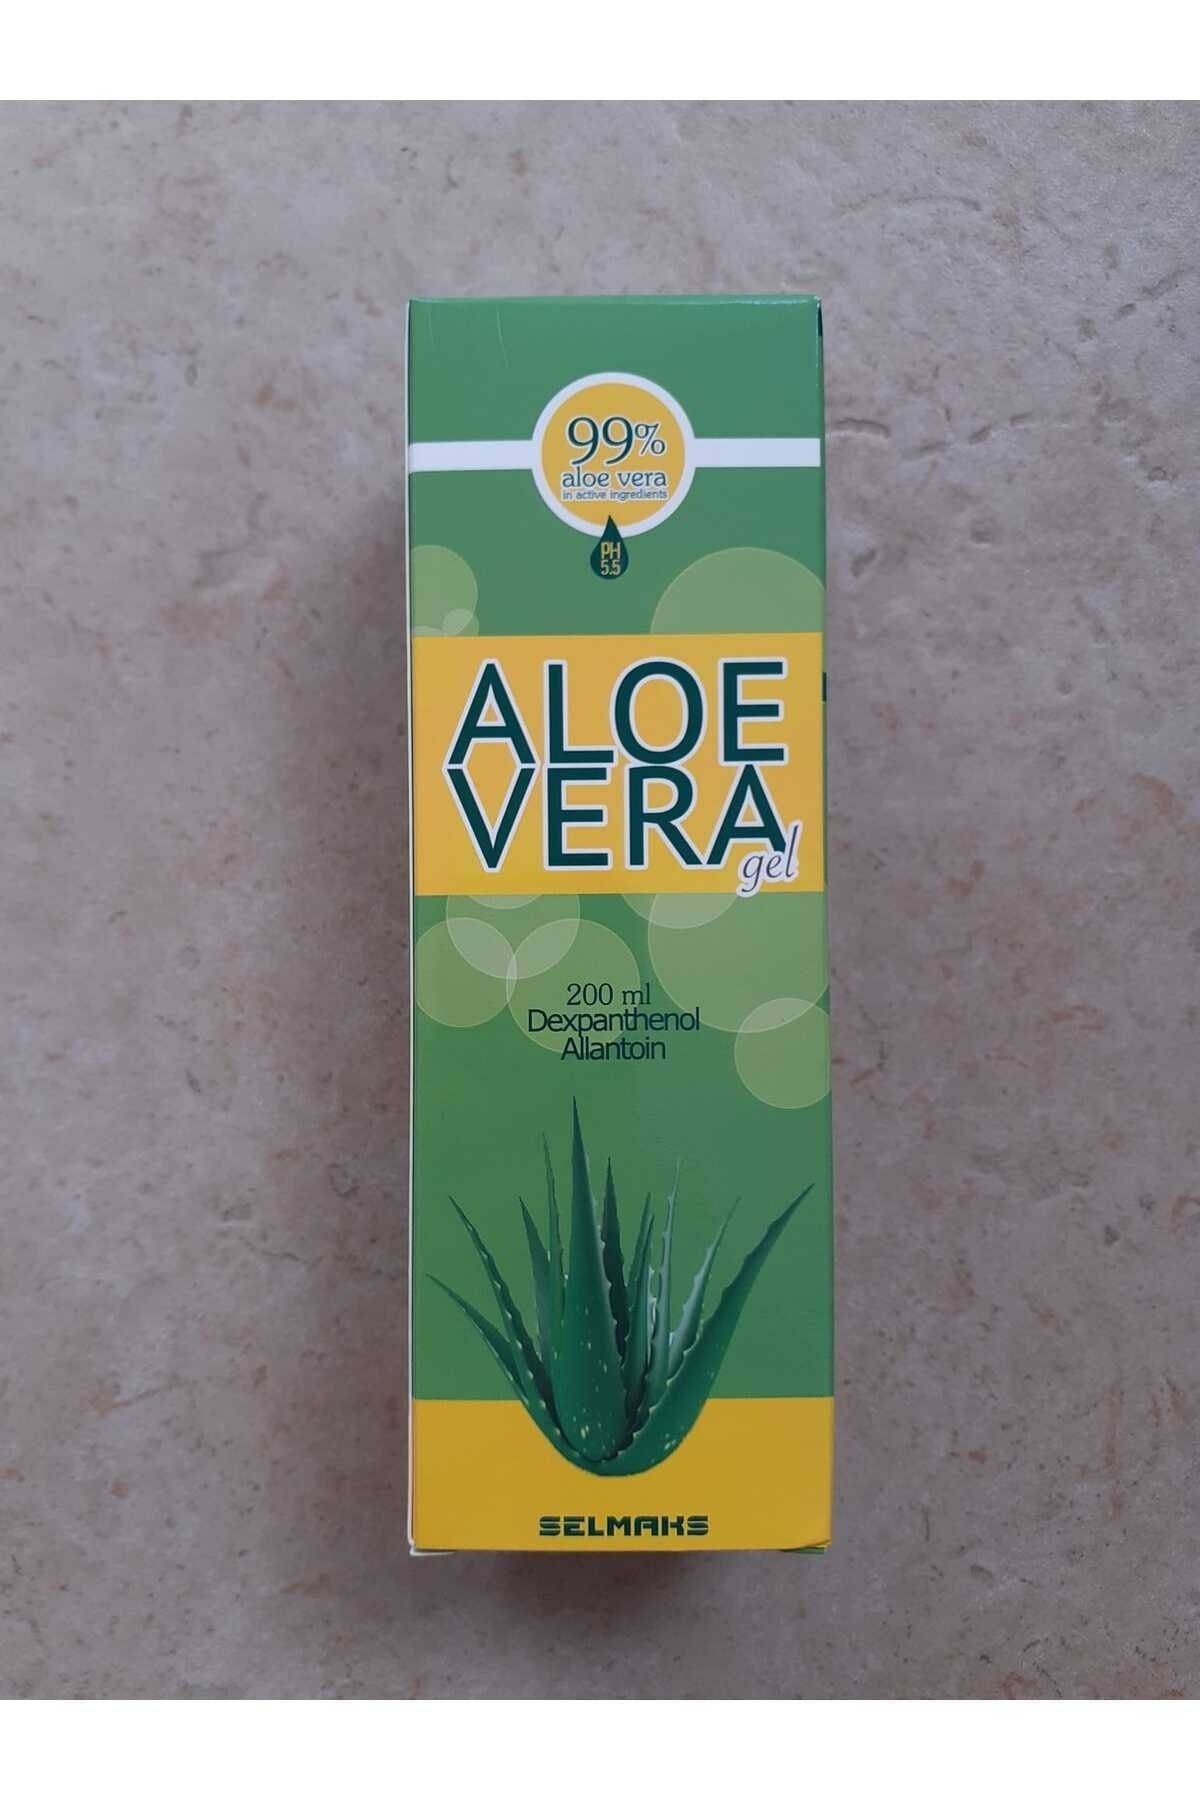 99%
aloe vera
in active ingredients
PH
5.5
ALOE
VERA
gel
200 ml
Dexpanthenol
Allantoin
SELMAKS